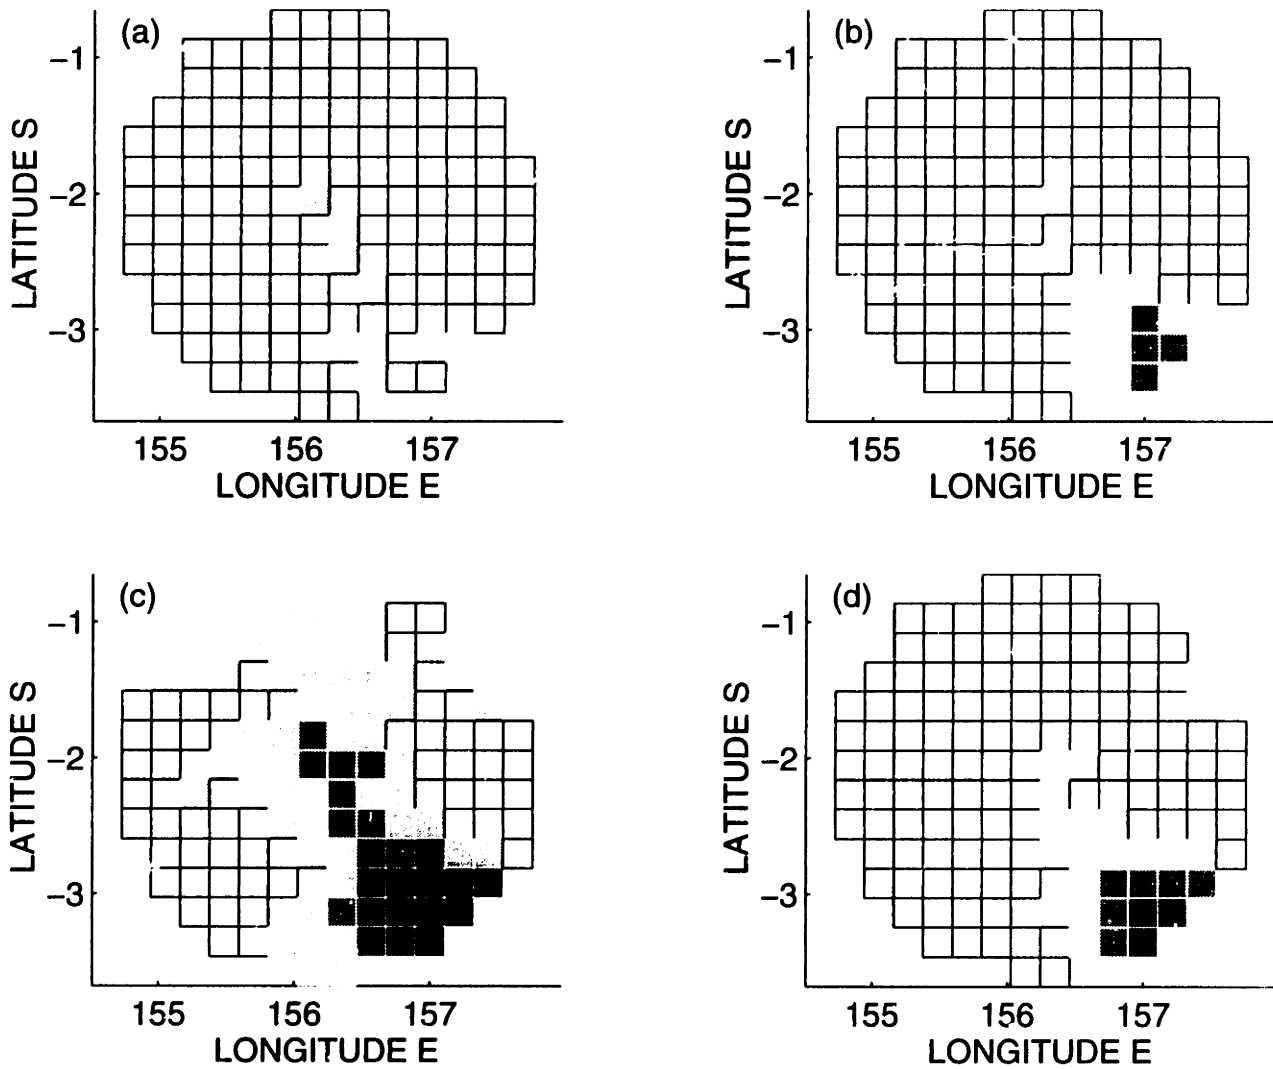 (a)
LATITUDE S
−1
−2
−3
155 156 157
LONGITUDE E
(b)
LATITUDE S
−1
−2
−3
155 156 157
LONGITUDE E
(c)
LATITUDE S
−1
−2
−3
155 156 157
LONGITUDE E
(d)
LATITUDE S
−1
−2
−3
155 156 157
LONGITUDE E